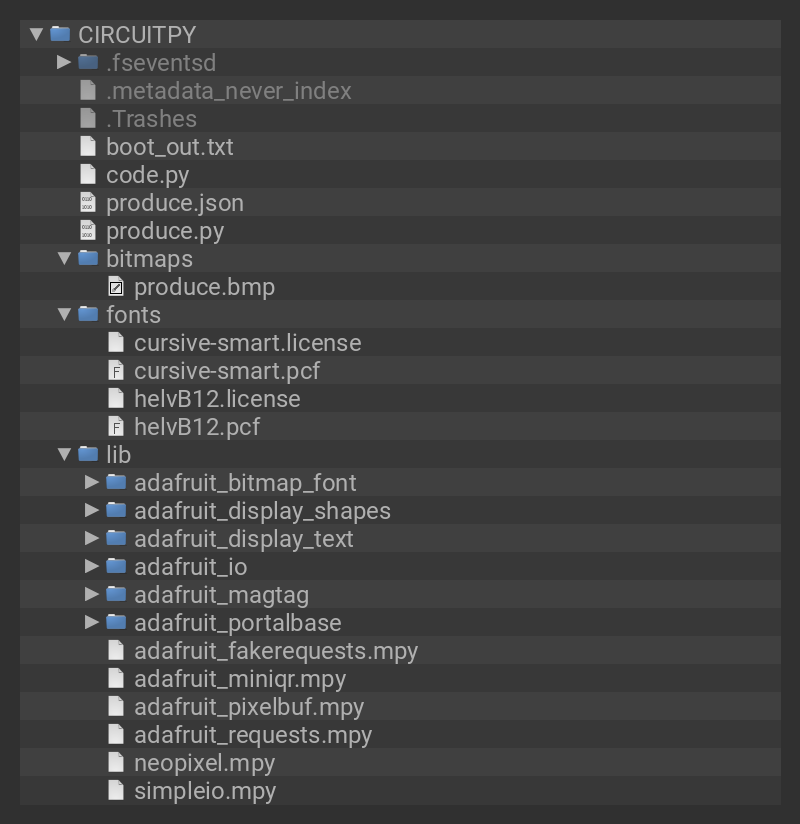 CIRCUITPY
.fseventsd
.metadata_never_index
.Trashes
boot_out.txt
code.py
produce.json
produce.py
bitmaps
produce.bmp
fonts
cursive-smart.license
cursive-smart.pcf
helvB12.license
helvB12.pcf
lib
adafruit_bitmap_font
adafruit_display_shapes
adafruit_display_text
adafruit_io
adafruit_magtag
adafruit_portalbase
adafruit_fakerequests.mpy
adafruit_miniqr.mpy
adafruit_pixelbuf.mpy
adafruit_requests.mpy
neopixel.mpy
simpleio.mpy